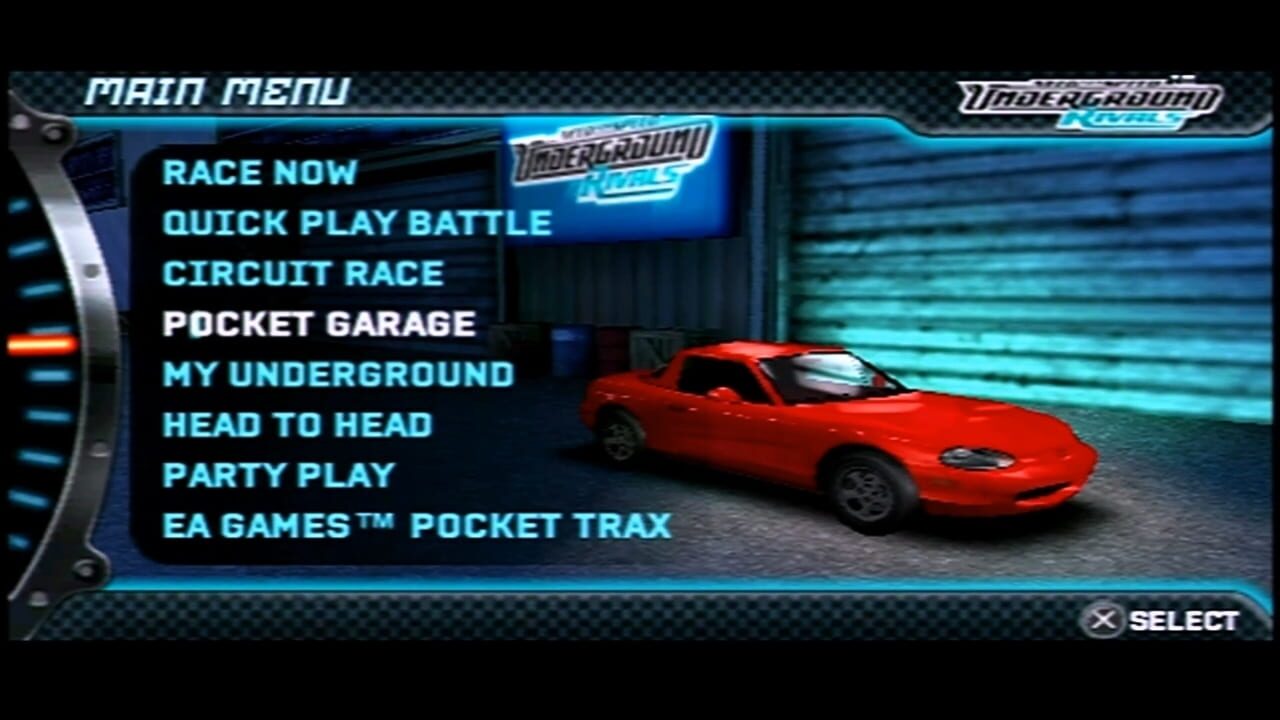 MAIN MENU
UNDERGROUND
RIVALS
UNDERGROUND
RIVALS
RACE NOW
QUICK PLAY BATTLE
CIRCUIT RACE
POCKET GARAGE
MY UNDERGROUND
HEAD TO HEAD
PARTY PLAY
EA GAMES™ POCKET TRAX
SELECT